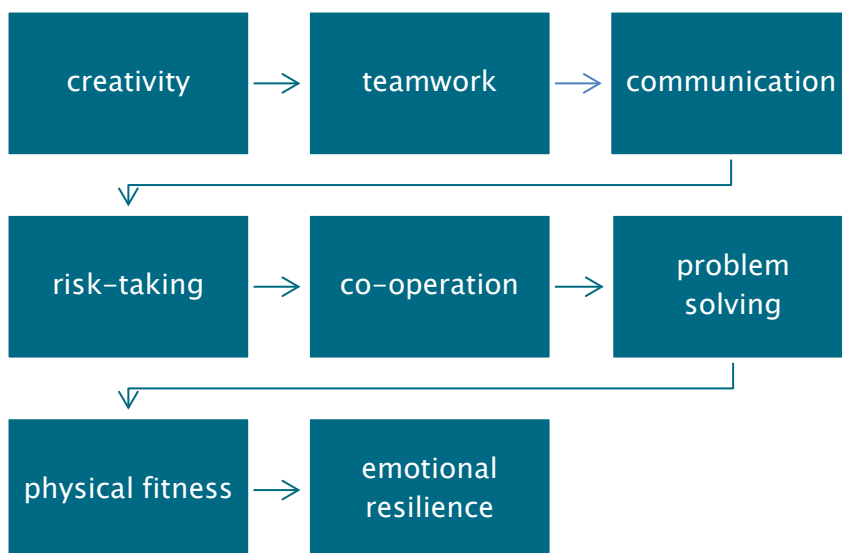 creativity
teamwork
communication
risk-taking
co-operation
problem
solving
physical fitness
emotional
resilience